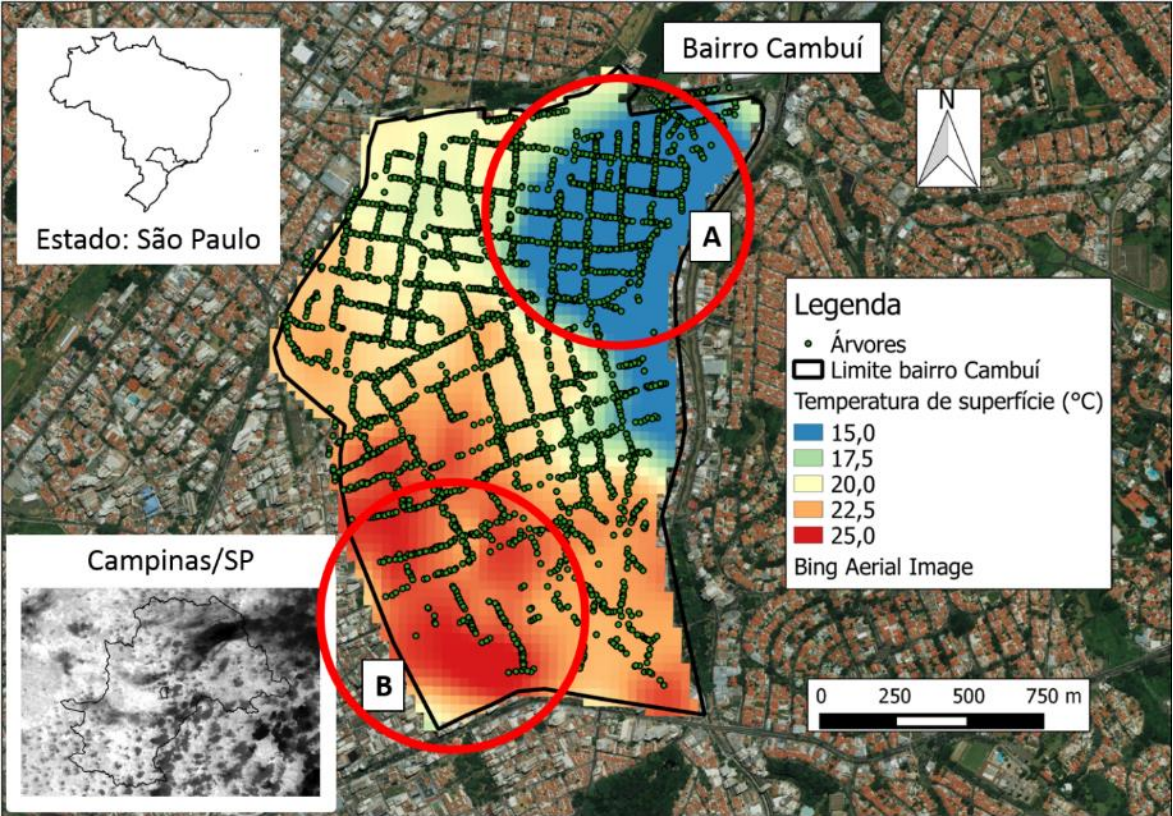 Bairro Cambuí
N
Estado: São Paulo
A
Legenda
Árvores
Limite bairro Cambuí
Temperatura de superfície (°C)
15,0
17,5
20,0
22,5
25,0
Bing Aerial Image
Campinas/SP
B
0 250 500 750 m